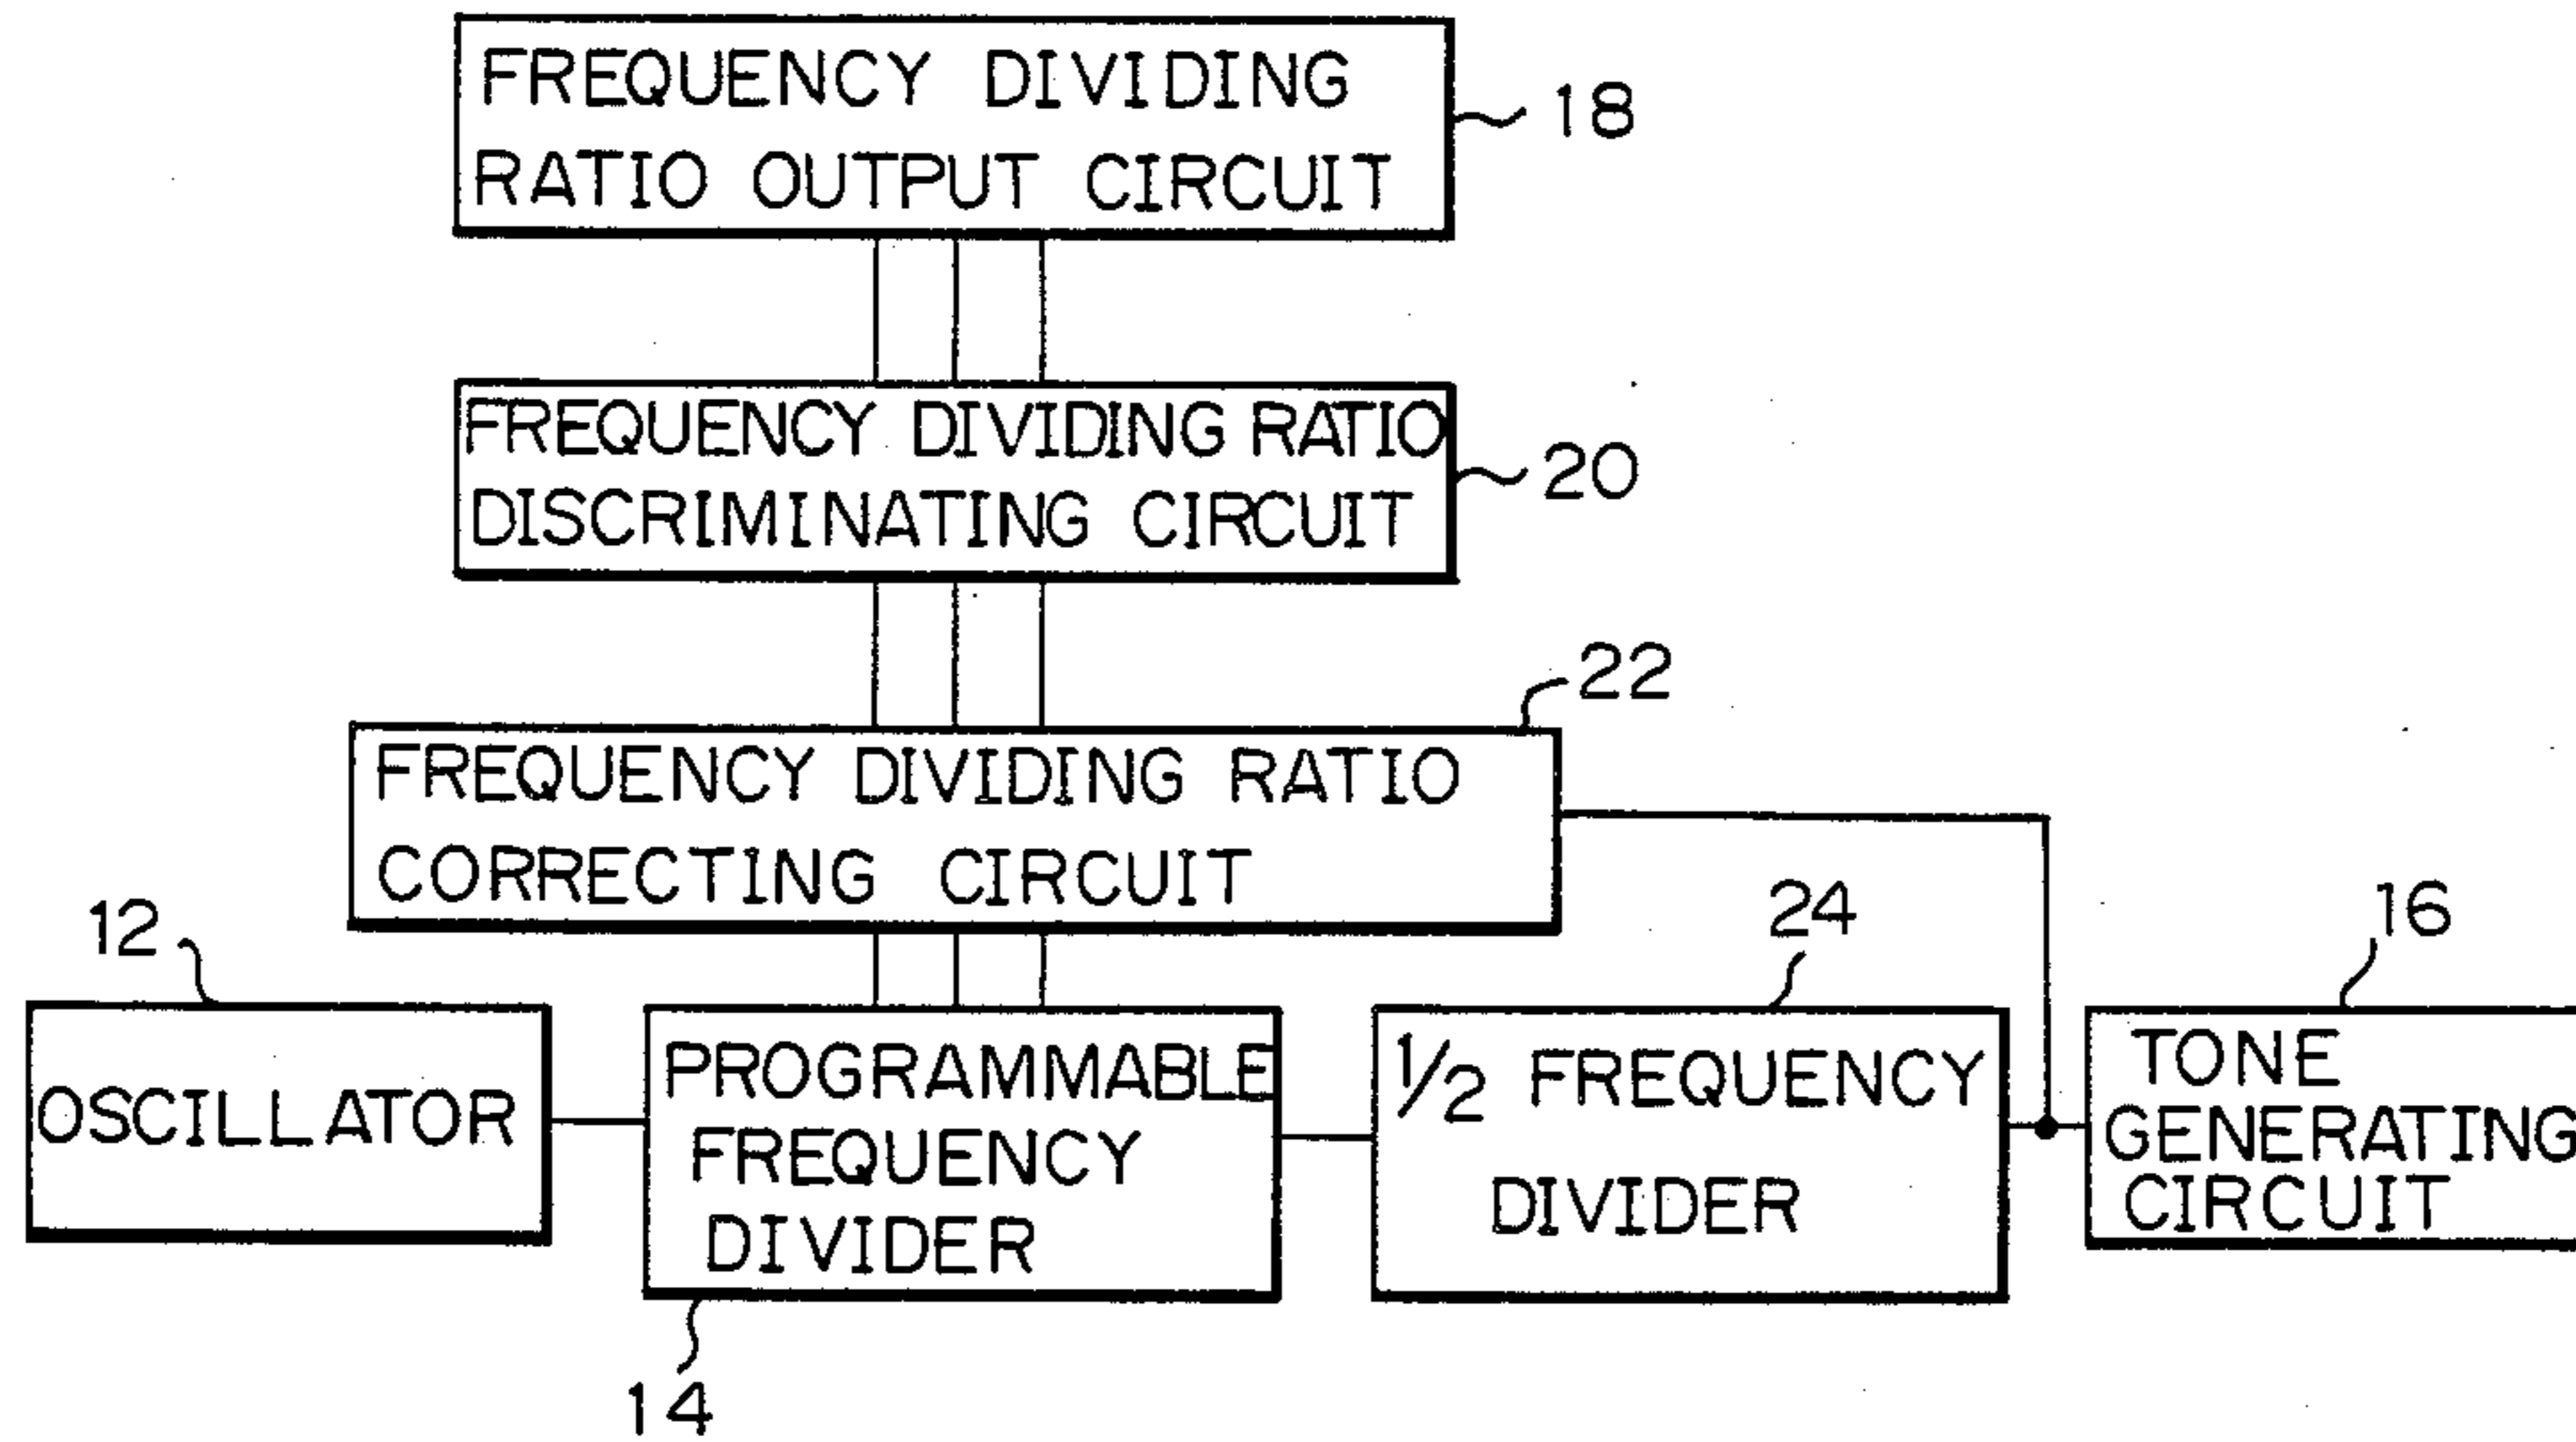 FREQUENCY DIVIDING
RATIO OUTPUT CIRCUIT
18
FREQUENCY DIVIDING RATIO
DISCRIMINATING CIRCUIT
20
22
FREQUENCY DIVIDING RATIO
CORRECTING CIRCUIT
12
24
16
OSCILLATOR
PROGRAMMABLE
FREQUENCY
DIVIDER
1/2 FREQUENCY
DIVIDER
TONE
GENERATING
CIRCUIT
14